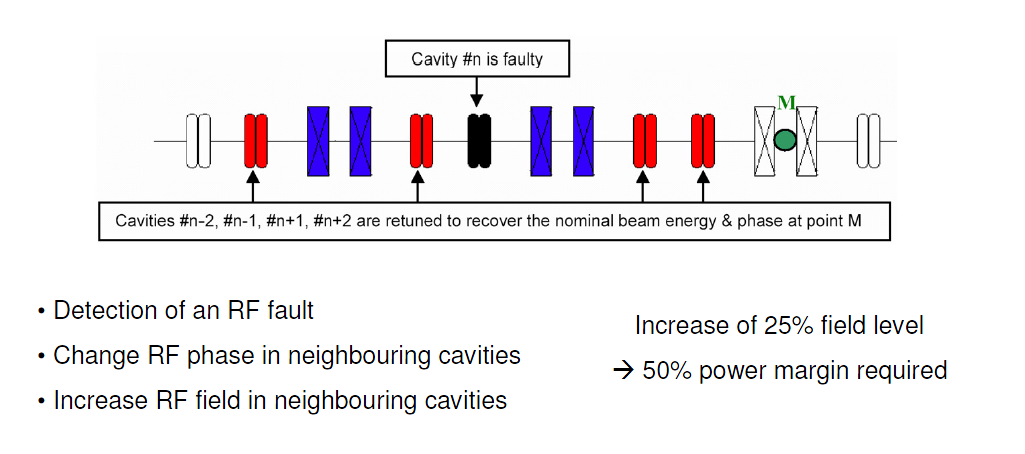 Cavity #n is faulty
M
Cavities #n-2, #n-1, #n+1, #n+2 are retuned to recover the nominal beam energy & phase at point M
• Detection of an RF fault
• Change RF phase in neighbouring cavities
• Increase RF field in neighbouring cavities
Increase of 25% field level
→ 50% power margin required